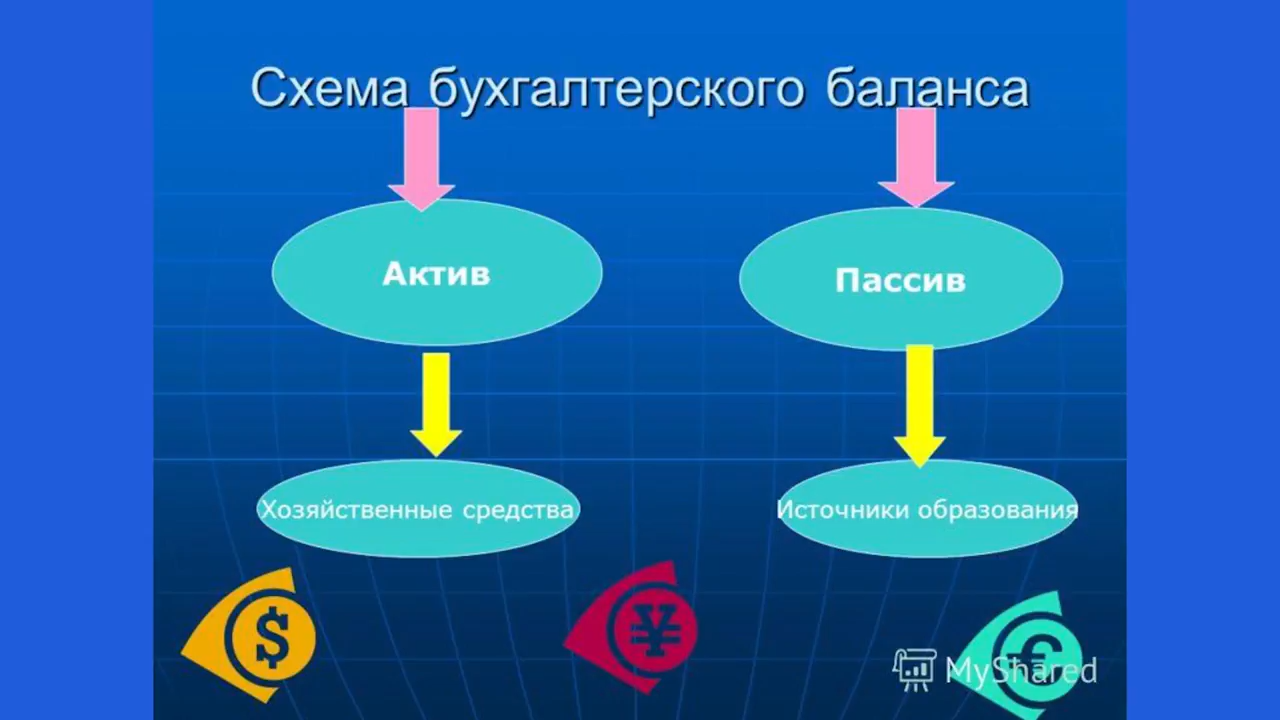 Схема бухгалтерского баланса
Актив
Пассив
Хозяйственные средства
Источники образования
$
¥
€
MyShared